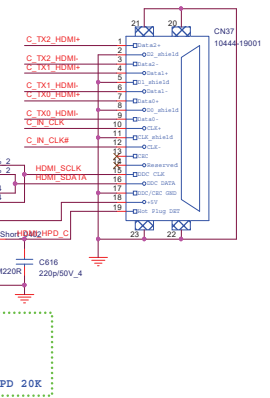 21
20
CN37
10444-19001
C_TX2_HDMI+
1
Data2+
2
D2_shield
C_TX2_HDMI-
3
Data2-
C_TX1_HDMI+
4
Data1+
5
D1_shield
C_TX1_HDMI-
6
Data1-
C_TX0_HDMI+
7
Data0+
8
D0_shield
C_TX0_HDMI-
9
Data0-
C_IN_CLK
10
CLK+
11
CLK_shield
C_IN_CLK#
12
CLK-
13
CEC
14
Reserved
HDMI_SCLK
15
DDC CLK
HDMI_SDATA
16
DDC DATA
17
DDC/CEC GND
18
+5V
HDMI_HPD_C
19
Hot Plug DET
23
22
C616
220p/50V_4
M220R
PD 20K